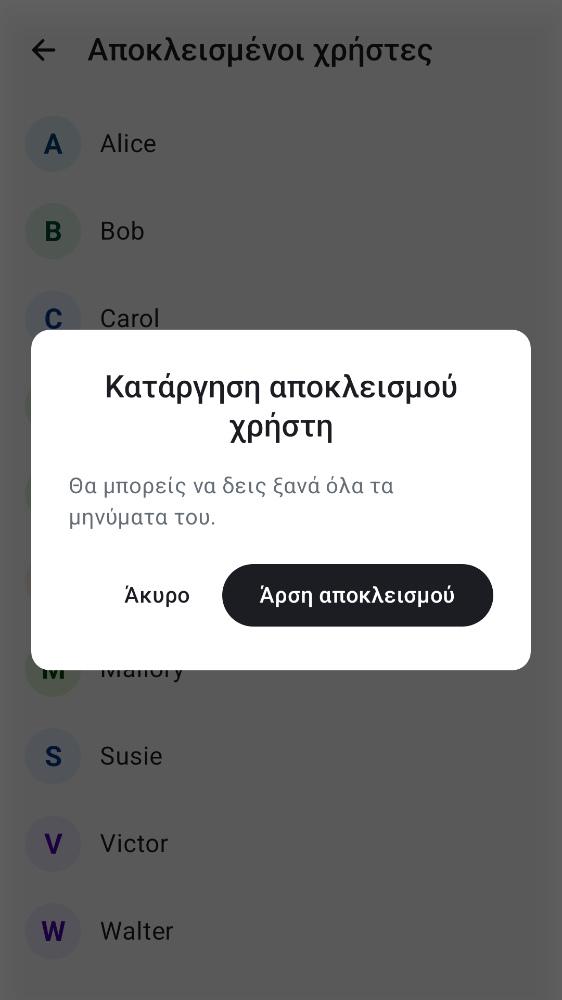 Αποκλεισμένοι χρήστες
A Alice
B Bob
C Carol
Κατάργηση αποκλεισμού
χρήστη
Θα μπορείς να δεις ξανά όλα τα
μηνύματα του.
Άκυρο Άρση αποκλεισμού
M Mallory
S Susie
V Victor
W Walter